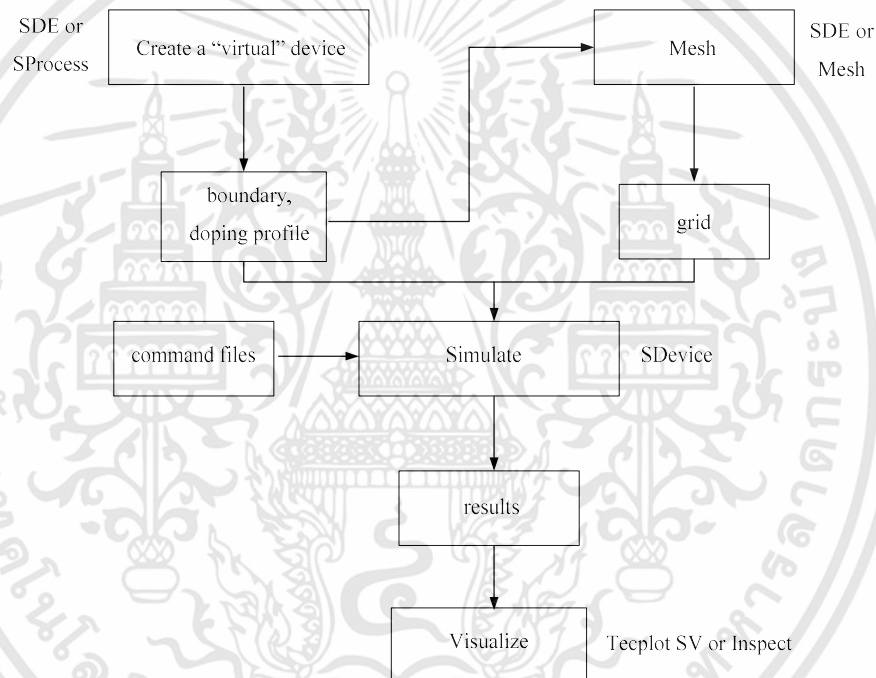 SDE or
SProcess
Create a “virtual” device
Mesh
SDE or
Mesh
boundary,
doping profile
grid
command files
Simulate
SDevice
results
Visualize
Tecplot SV or Inspect